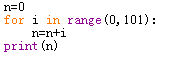 n=0
for i in range(0,101):
    n=n+i
print(n)